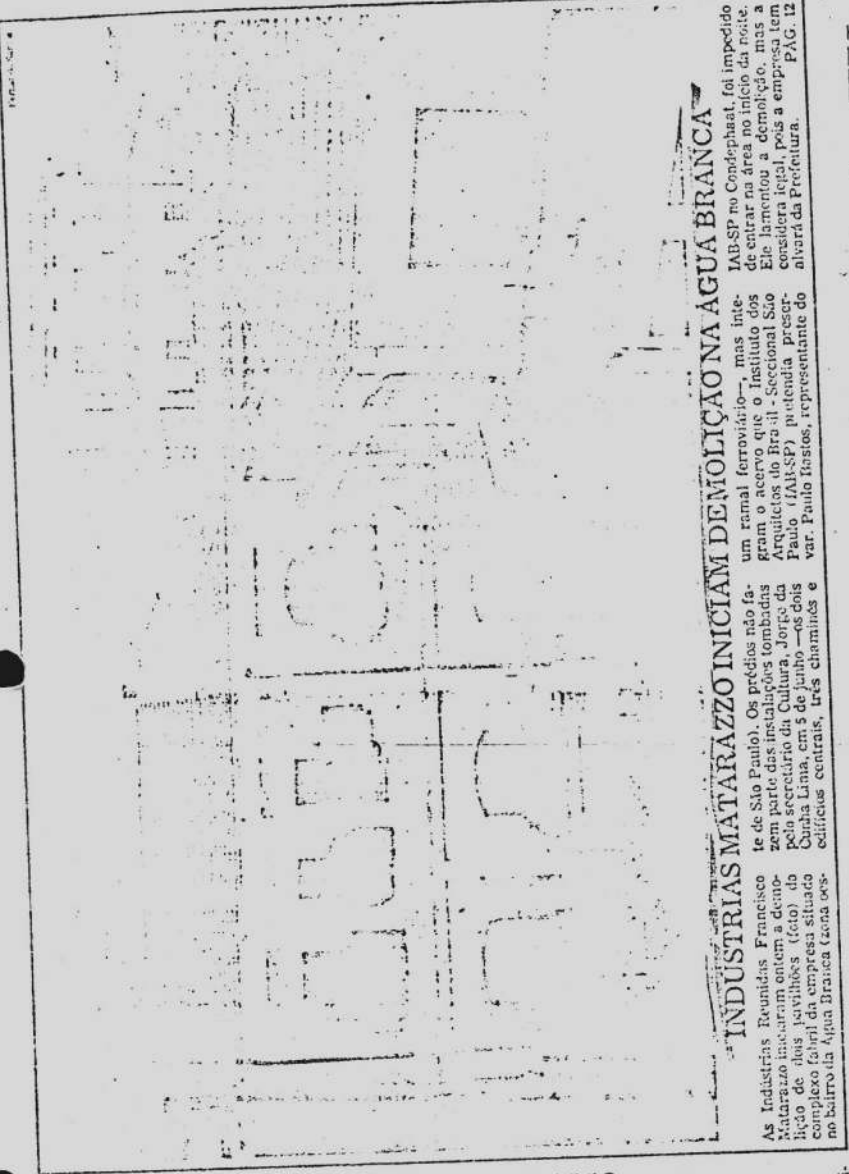 INDUSTRIAS MATARAZZO INICIAM DEMOLIÇÃO NA ÁGUA BRANCA
As Indústrias Reunidas Francisco
Matarazzo iniciaram ontem a demo-
lição de dois pavilhões (foto) do
complexo fabril da empresa situado
no bairro da Água Branca (zona oes-
te de São Paulo). Os prédios não fa-
zem parte das instalações tombadas
pelo secretário da Cultura, Jorge da
Cunha Lima, em 5 de junho —os dois
edifícios centrais, três chaminés e
um ramal ferroviário—, mas inte-
gram o acervo que o Instituto dos
Arquitetos do Brasil - Seccional São
Paulo (IAB-SP) pretendia preser-
var. Paulo Bastos, representante do
IAB-SP no Condephaat, foi impedido
de entrar na área no início da noite.
Ele lamentou a demolição, mas a
considera legal, pois a empresa tem
alvará da Prefeitura. PÁG. 12